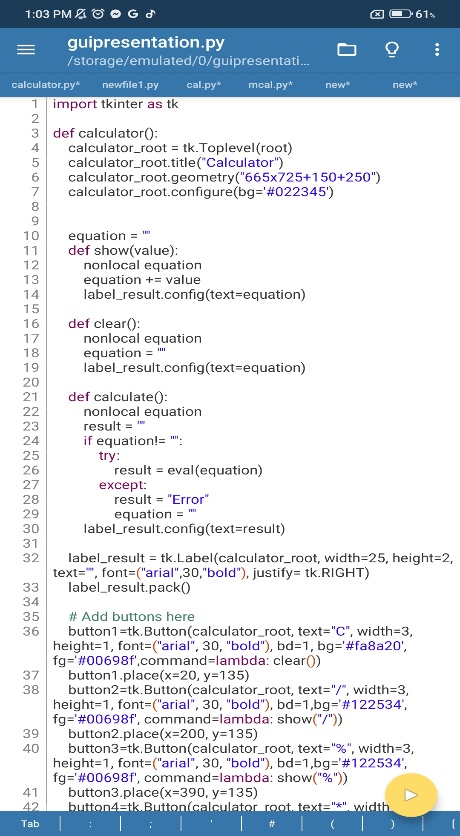 1:03 PM G 61%
guipresentation.py
/storage/emulated/0/guipresentati...
calculator.py* newfile1.py cal.py* mcal.py* new* new*
1 import tkinter as tk
2
3 def calculator():
4 calculator_root = tk.Toplevel(root)
5 calculator_root.title("Calculator")
6 calculator_root.geometry("665x725+150+250")
7 calculator_root.configure(bg='#022345')
8
9
10 equation = ""
11 def show(value):
12 nonlocal equation
13 equation += value
14 label_result.config(text=equation)
15
16 def clear():
17 nonlocal equation
18 equation = ""
19 label_result.config(text=equation)
20
21 def calculate():
22 nonlocal equation
23 result = ""
24 if equation!= "":
25 try:
26 result = eval(equation)
27 except:
28 result = "Error"
29 equation = ""
30 label_result.config(text=result)
31
32 label_result = tk.Label(calculator_root, width=25, height=2,
text="", font=("arial",30,"bold"), justify= tk.RIGHT)
33 label_result.pack()
34
35 # Add buttons here
36 button1=tk.Button(calculator_root, text="C", width=3,
height=1, font=("arial", 30, "bold"), bd=1, bg='#fa8a20',
fg='#00698f',command=lambda: clear())
37 button1.place(x=20, y=135)
38 button2=tk.Button(calculator_root, text="/", width=3,
height=1, font=("arial", 30, "bold"), bd=1,bg='#122534',
fg='#00698f', command=lambda: show("/"))
39 button2.place(x=200, y=135)
40 button3=tk.Button(calculator_root, text="%", width=3,
height=1, font=("arial", 30, "bold"), bd=1,bg='#122534',
fg='#00698f', command=lambda: show("%"))
41 button3.place(x=390, y=135)
42 button4=tk.Button(calculator_root, text="*", width
Tab : ; ' # ( ) [